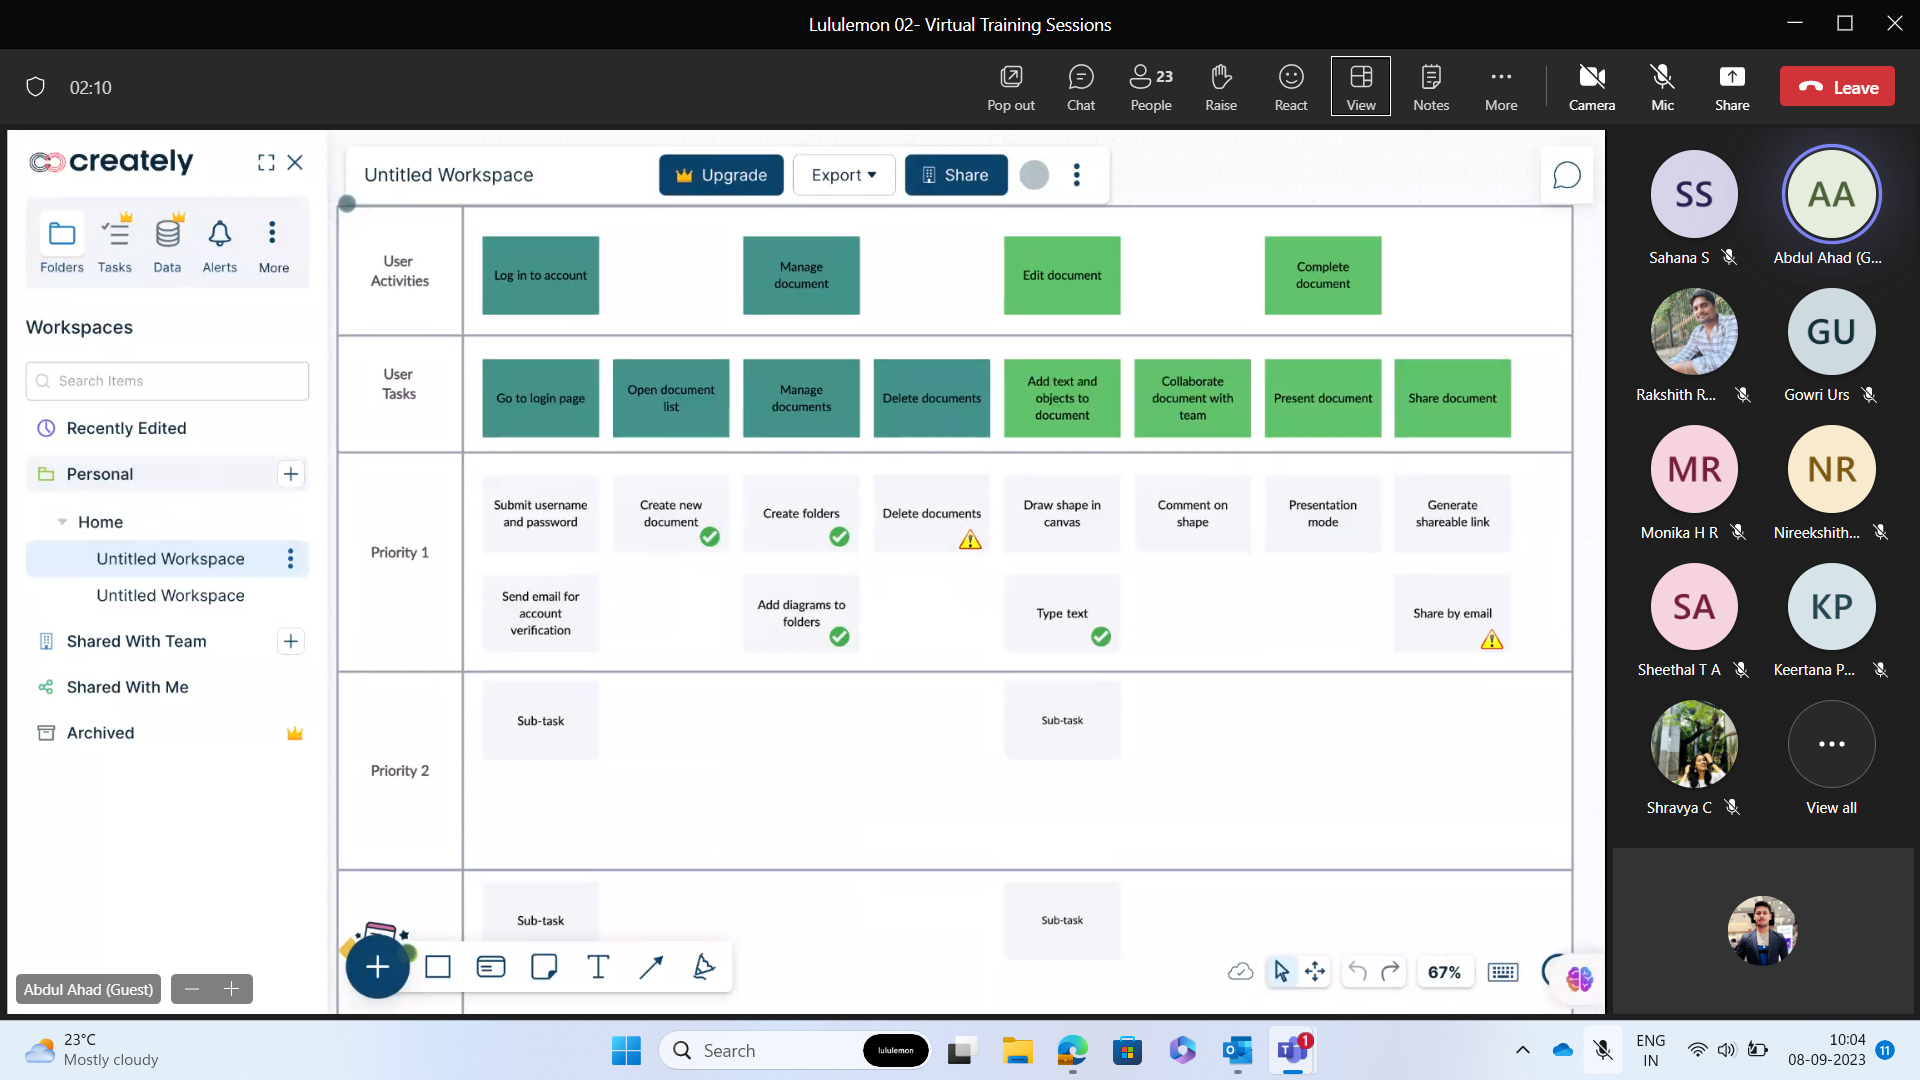 Lululemon 02- Virtual Training Sessions
02:10
Pop out
Chat
23
People
Raise
React
View
Notes
More
Camera
Mic
Share
Leave
creately
Folders
Tasks
Data
Alerts
More
Workspaces
Search Items
Recently Edited
Personal
Home
Untitled Workspace
Untitled Workspace
Shared With Team
Shared With Me
Archived
Untitled Workspace
Upgrade
Export
Share
User
Activities
Log in to account
Manage
document
Edit document
Complete
document
User
Tasks
Go to login page
Open document
list
Manage
documents
Delete documents
Add text and
objects to
document
Collaborate
document with
team
Present document
Share document
Priority 1
Submit username
and password
Create new
document
Create folders
Delete documents
Draw shape in
canvas
Comment on
shape
Presentation
mode
Generate
shareable link
Send email for
account
verification
Add diagrams to
folders
Type text
Share by email
Priority 2
Sub-task
Sub-task
Sub-task
Sub-task
T
67%
Abdul Ahad (Guest)
SS
Sahana S
AA
Abdul Ahad (G...
Rakshith R...
GU
Gowri Urs
MR
Monika H R
NR
Nireekshith...
SA
Sheethal T A
KP
Keertana P...
Shravya C
View all
23°C
Mostly cloudy
Search
lululemon
1
ENG
IN
10:04
08-09-2023
11